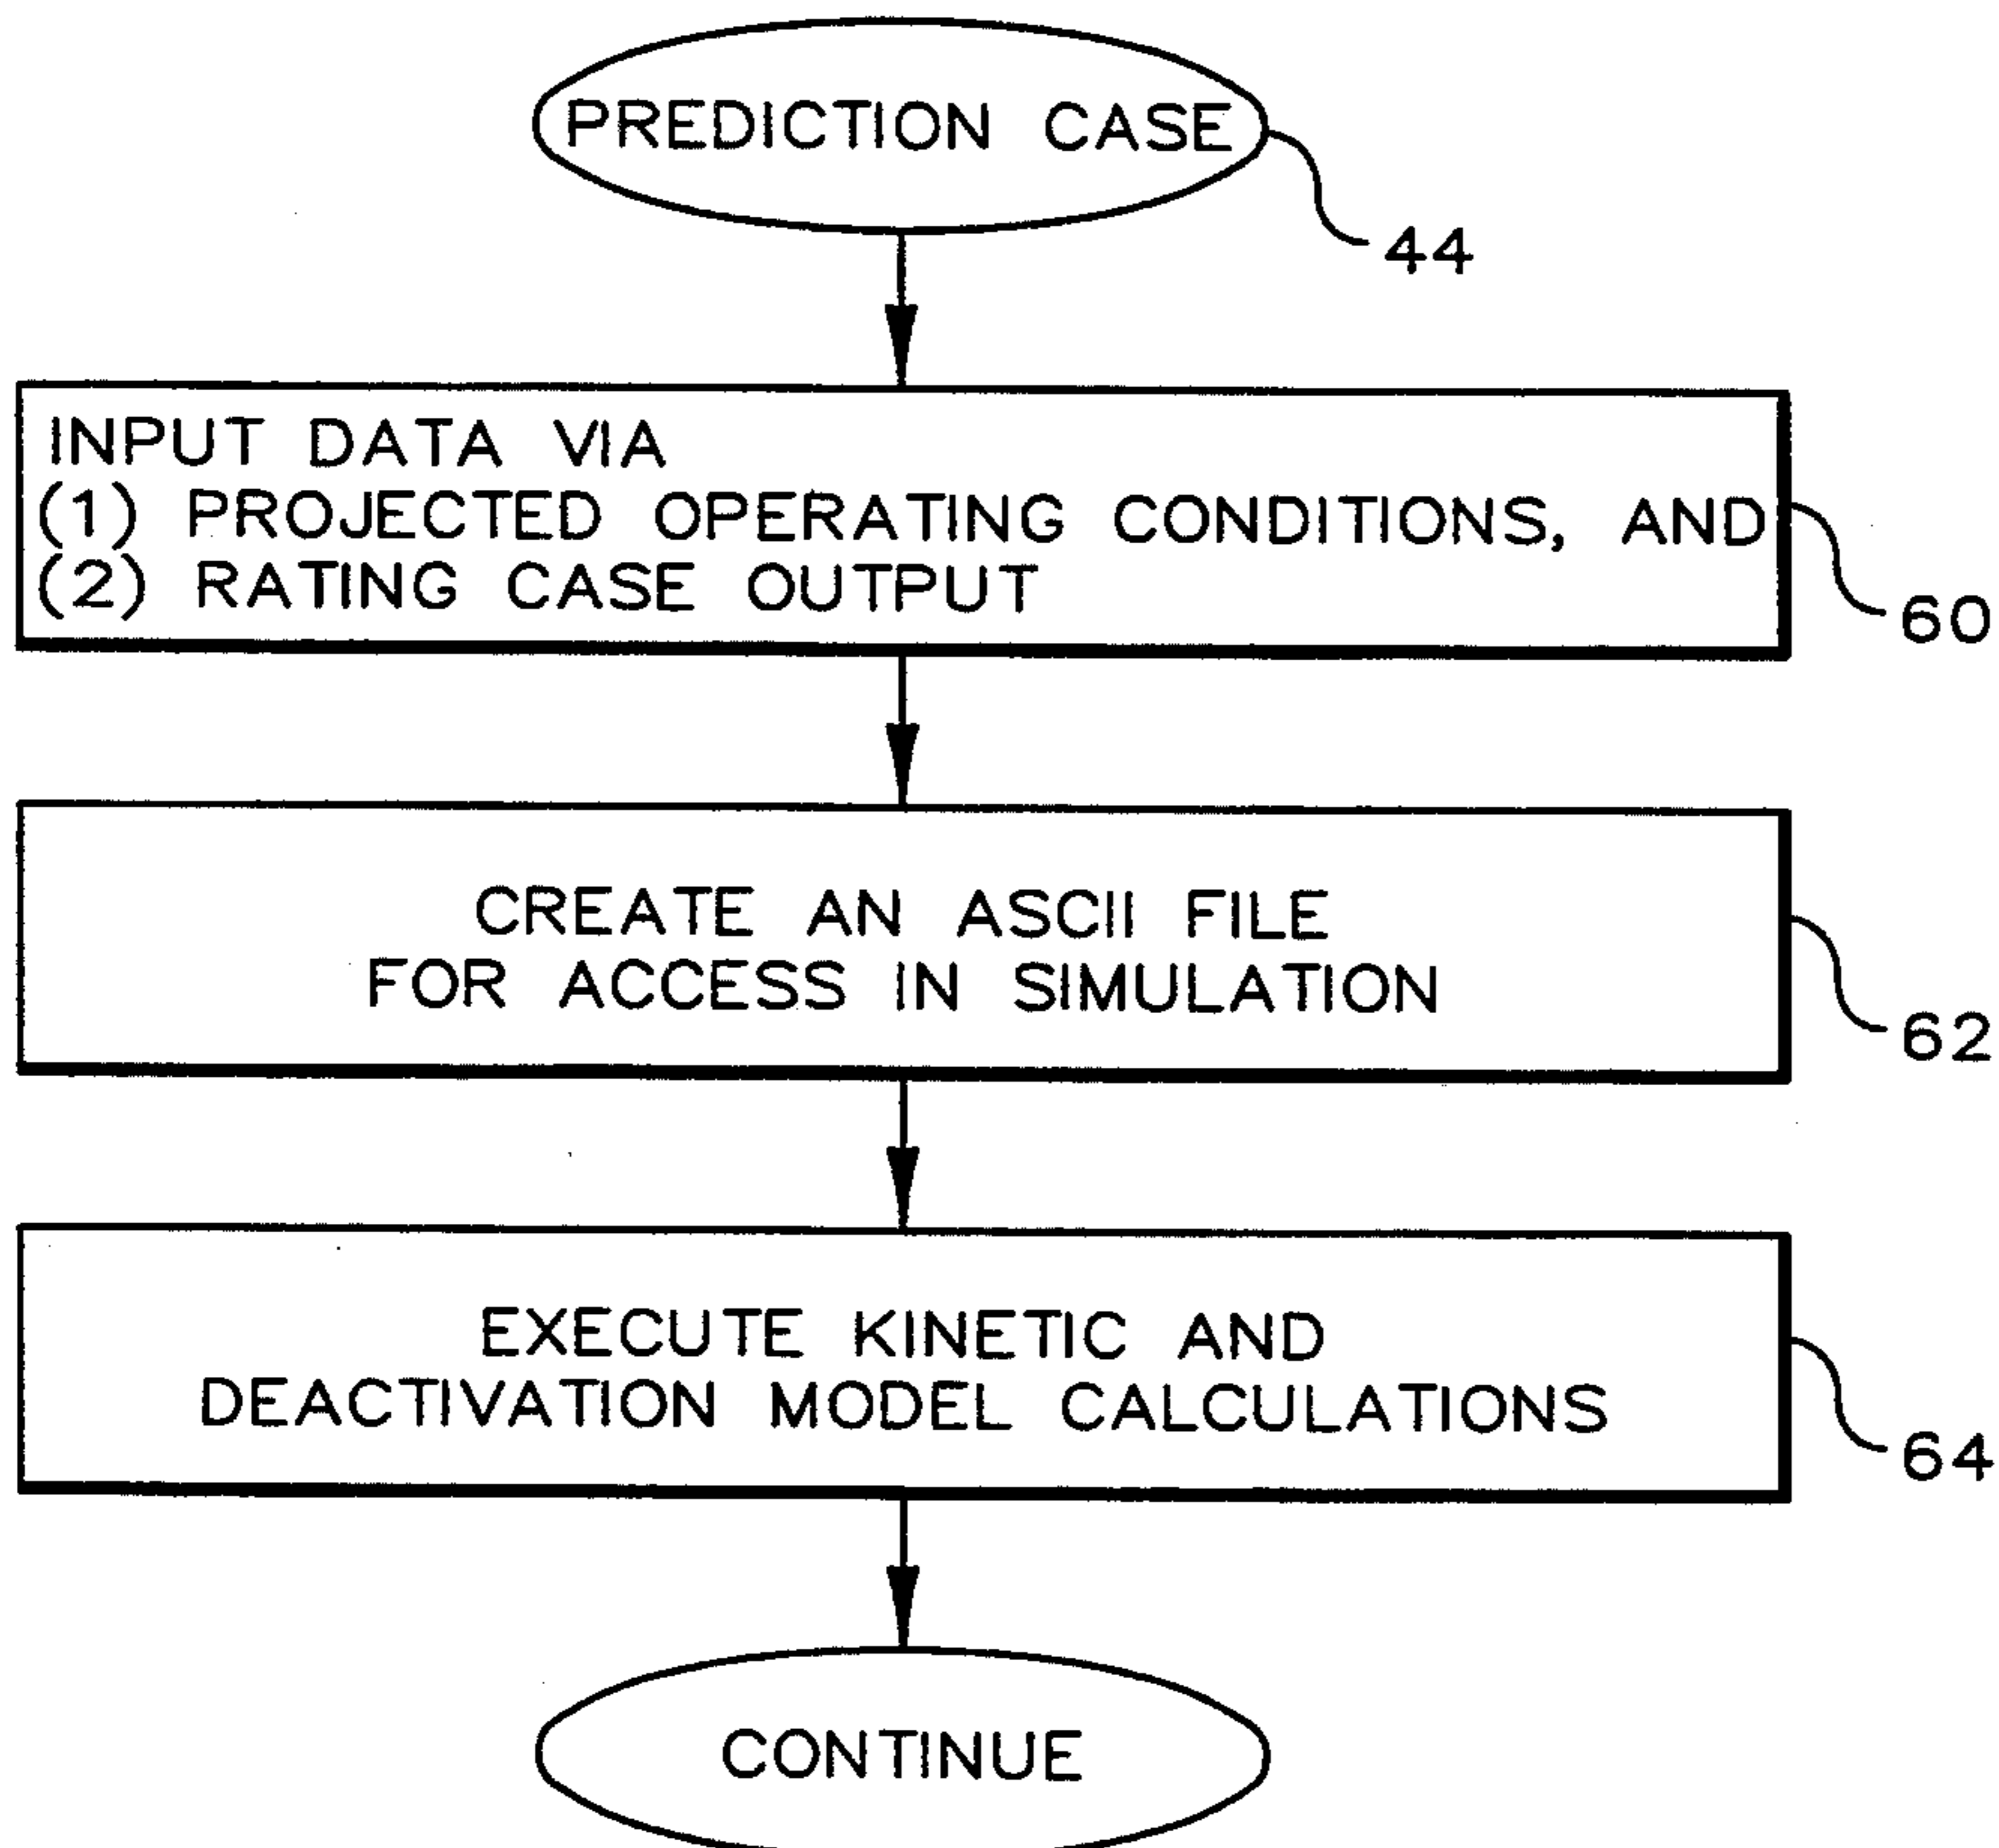 PREDICTION CASE
44
INPUT DATA VIA
(1) PROJECTED OPERATING CONDITIONS, AND
(2) RATING CASE OUTPUT
60
CREATE AN ASCII FILE
FOR ACCESS IN SIMULATION
62
EXECUTE KINETIC AND
DEACTIVATION MODEL CALCULATIONS
64
CONTINUE